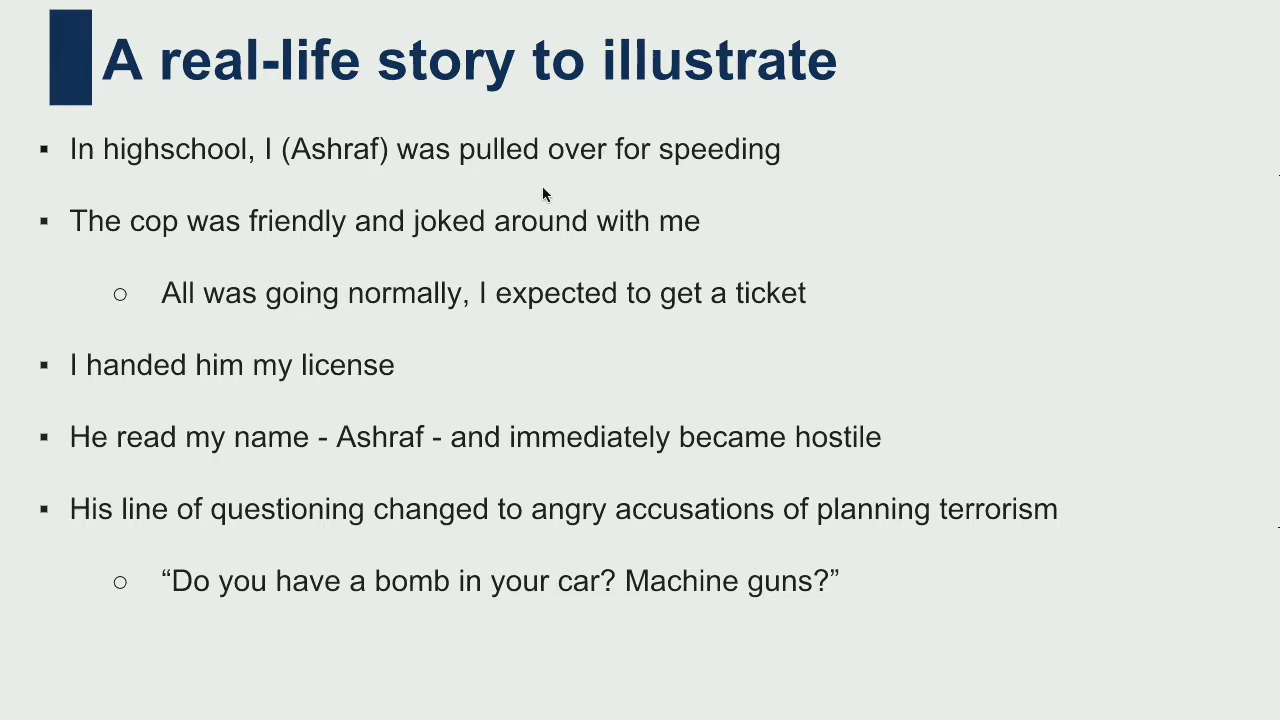 A real-life story to illustrate
▪ In highschool, I (Ashraf) was pulled over for speeding
▪ The cop was friendly and joked around with me
○ All was going normally, I expected to get a ticket
▪ I handed him my license
▪ He read my name - Ashraf - and immediately became hostile
▪ His line of questioning changed to angry accusations of planning terrorism
○ “Do you have a bomb in your car? Machine guns?”